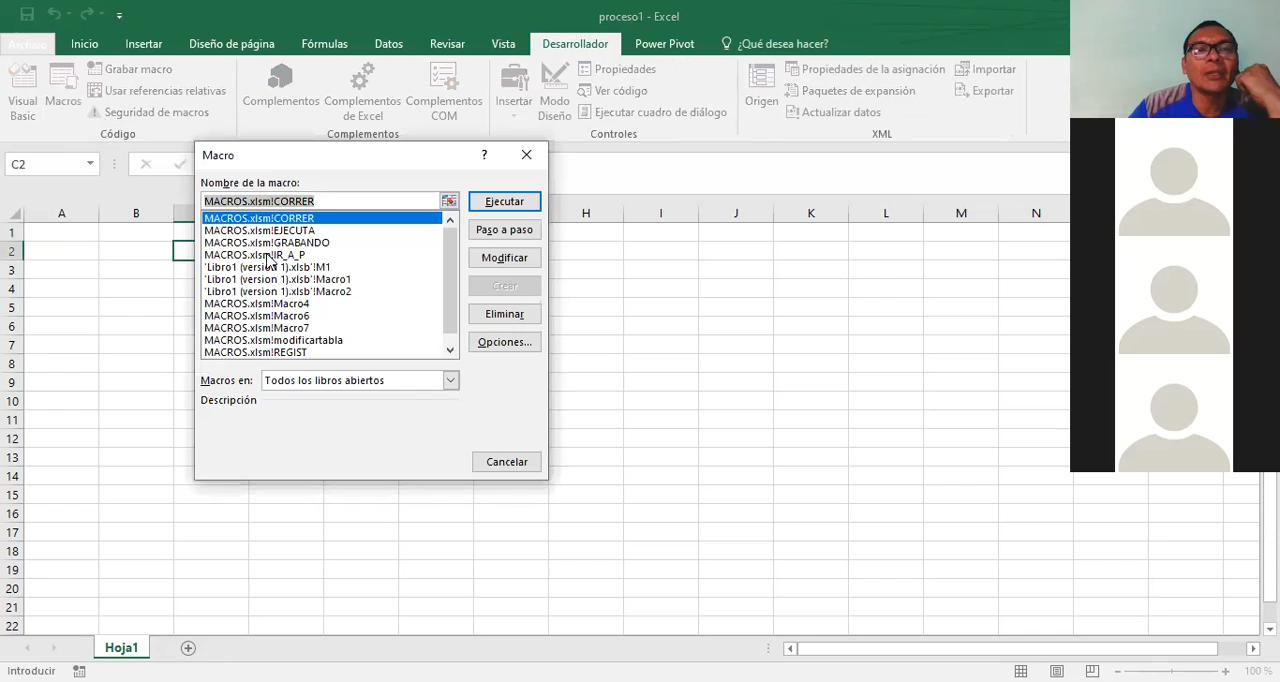 proceso1 - Excel
Archivo Inicio Insertar Diseño de página Fórmulas Datos Revisar Vista Desarrollador Power Pivot ¿Qué desea hacer?
Visual Basic
Macros
Grabar macro
Usar referencias relativas
Seguridad de macros
Código
Complementos
Complementos de Excel
Complementos COM
Complementos
Insertar
Modo Diseño
Propiedades
Ver código
Ejecutar cuadro de diálogo
Controles
Origen
Propiedades de la asignación
Paquetes de expansión
Actualizar datos
Importar
Exportar
XML
C2
A B H I J K L M N
1
2
3
4
5
6
7
8
9
10
11
12
13
14
15
16
17
18
19
20
21
22
Macro ?
Nombre de la macro:
MACROS.xlsm!CORRER
MACROS.xlsm!CORRER
MACROS.xlsm!EJECUTA
MACROS.xlsm!GRABANDO
MACROS.xlsm!IR_A_P
'Libro1 (version 1).xlsb'!M1
'Libro1 (version 1).xlsb'!Macro1
'Libro1 (version 1).xlsb'!Macro2
MACROS.xlsm!Macro4
MACROS.xlsm!Macro6
MACROS.xlsm!Macro7
MACROS.xlsm!modificartabla
MACROS.xlsm!REGIST
Ejecutar
Paso a paso
Modificar
Crear
Eliminar
Opciones...
Macros en: Todos los libros abiertos
Descripción
Cancelar
Hoja1
Introducir
100 %